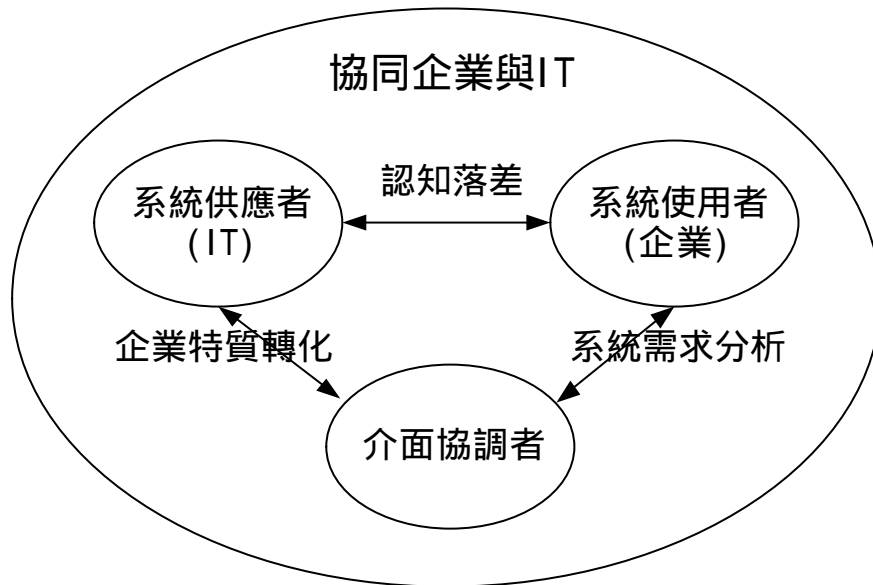 協同企業與IT
認知落差
系統供應者
(IT)
系統使用者
(企業)
企業特質轉化
系統需求分析
介面協調者